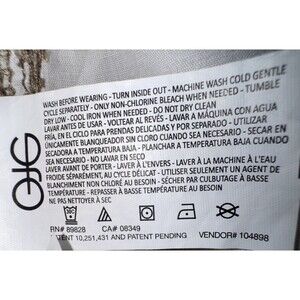 WASH BEFORE WEARING - TURN INSIDE OUT - MACHINE WASH COLD GENTLE
CYCLE SEPARATELY - ONLY NON-CHLORINE BLEACH WHEN NEEDED - TUMBLE
DRY LOW - COOL IRON WHEN NEEDED - DO NOT DRY CLEAN
LAVAR ANTES DE USAR - VOLTEAR AL REVÉS - LAVAR A MÁQUINA CON AGUA
FRÍA, EN EL CICLO PARA PRENDAS DELICADAS Y POR SEPARADO - UTILIZAR
ÚNICAMENTE BLANQUEADOR SIN CLORO CUANDO SEA NECESARIO - SECAR EN
SECADORA A TEMPERATURA BAJA - PLANCHAR A TEMPERATURA BAJA CUANDO
SEA NECESARIO - NO LAVAR EN SECO
LAVER AVANT DE PORTER - LAVER À L'ENVERS - LAVER À LA MACHINE, À L'EAU
FROIDE SÉPARÉMENT, AU CYCLE DÉLICAT - UTILISER SEULEMENT UN AGENT DE
BLANCHIMENT NON CHLORÉ EN CAS DE BESOIN - SÉCHER PAR CULBUTAGE À BASSE
TEMPÉRATURE - REPASSER À BASSE TEMPÉRATURE AU BESOIN -
NE PAS NETTOYER À SEC
RN# 89828 CA# 08349
PATENT 10,251,431 AND PATENT PENDING VENDOR# 104898